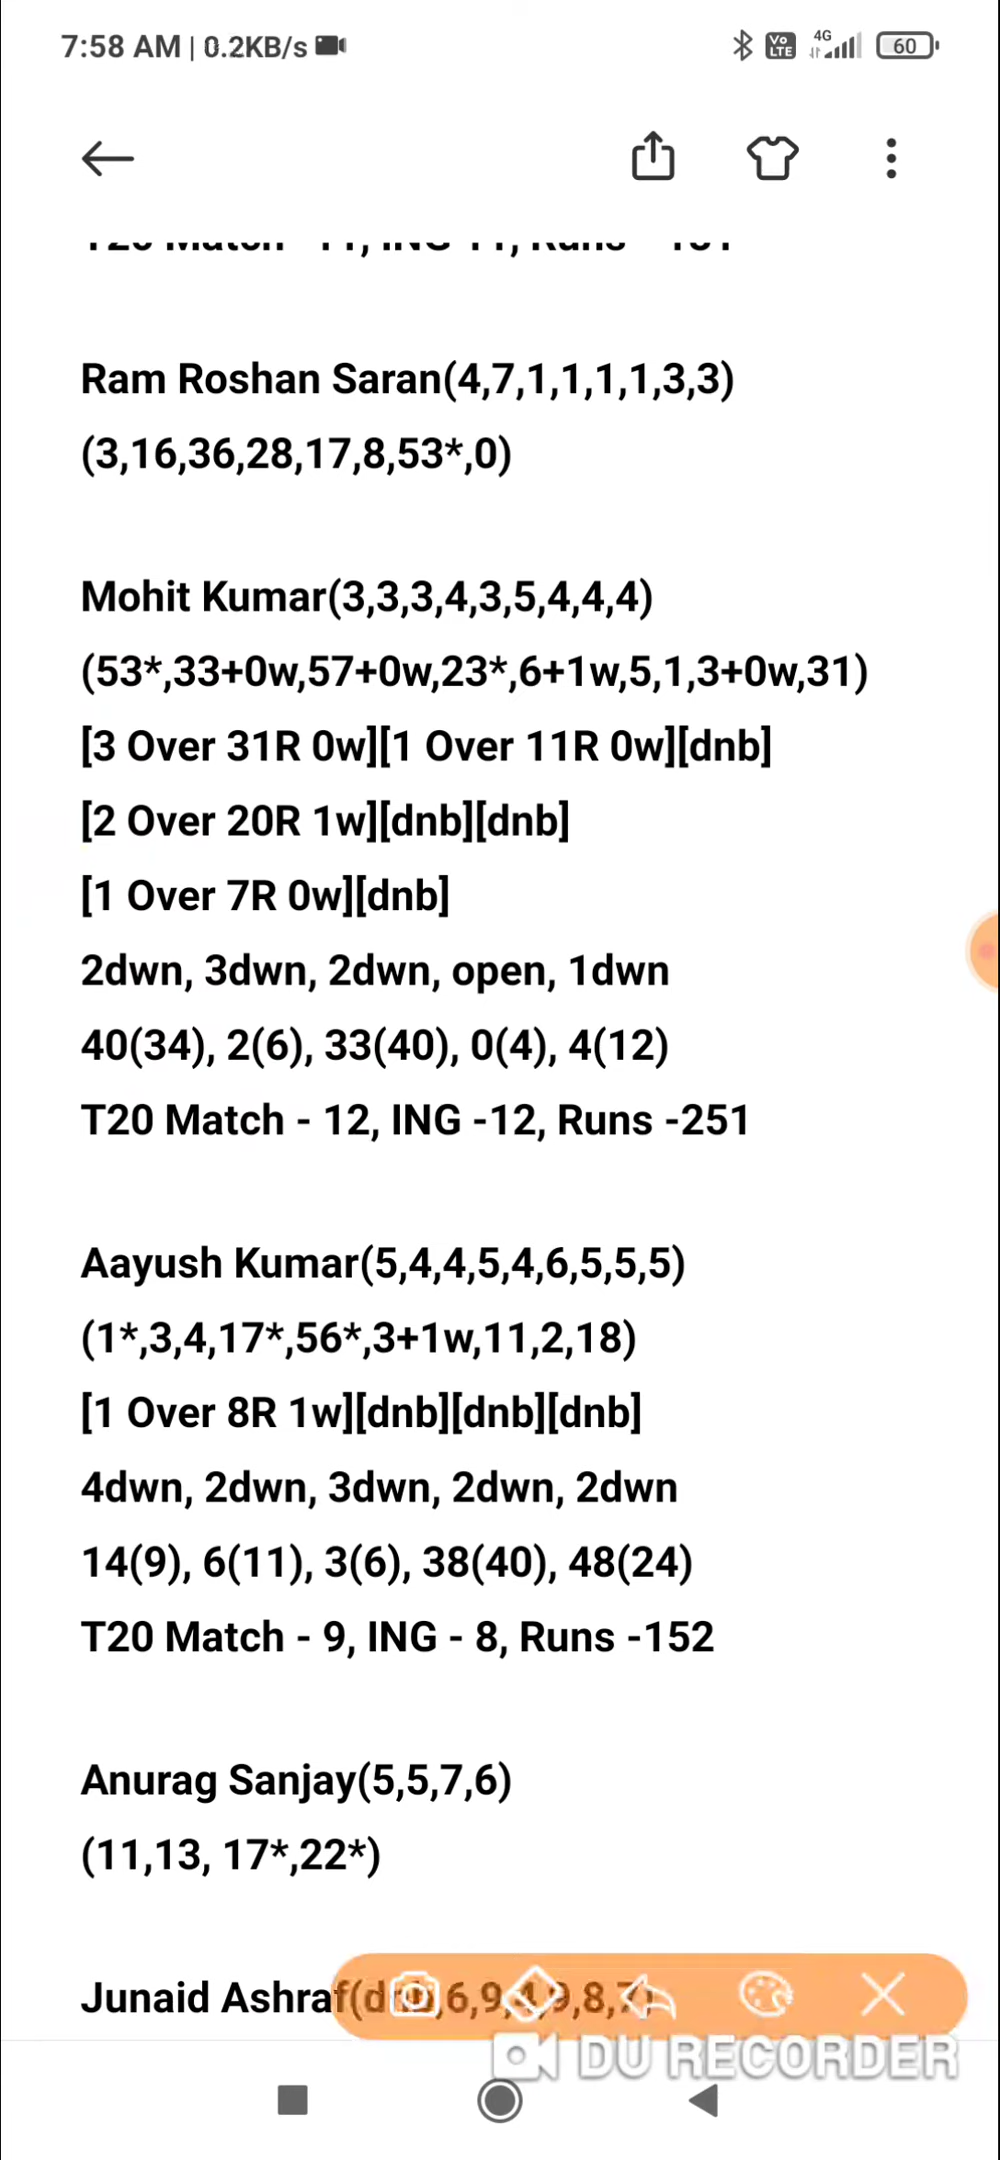 7:58 AM | 0.2KB/s
Vo LTE 4G 60
Ram Roshan Saran(4,7,1,1,1,1,3,3)
(3,16,36,28,17,8,53*,0)
Mohit Kumar(3,3,3,4,3,5,4,4,4)
(53*,33+0w,57+0w,23*,6+1w,5,1,3+0w,31)
[3 Over 31R 0w][1 Over 11R 0w][dnb]
[2 Over 20R 1w][dnb][dnb]
[1 Over 7R 0w][dnb]
2dwn, 3dwn, 2dwn, open, 1dwn
40(34), 2(6), 33(40), 0(4), 4(12)
T20 Match - 12, ING -12, Runs -251
Aayush Kumar(5,4,4,5,4,6,5,5,5)
(1*,3,4,17*,56*,3+1w,11,2,18)
[1 Over 8R 1w][dnb][dnb][dnb]
4dwn, 2dwn, 3dwn, 2dwn, 2dwn
14(9), 6(11), 3(6), 38(40), 48(24)
T20 Match - 9, ING - 8, Runs -152
Anurag Sanjay(5,5,7,6)
(11,13, 17*,22*)
Junaid Ashraf
DU RECORDER